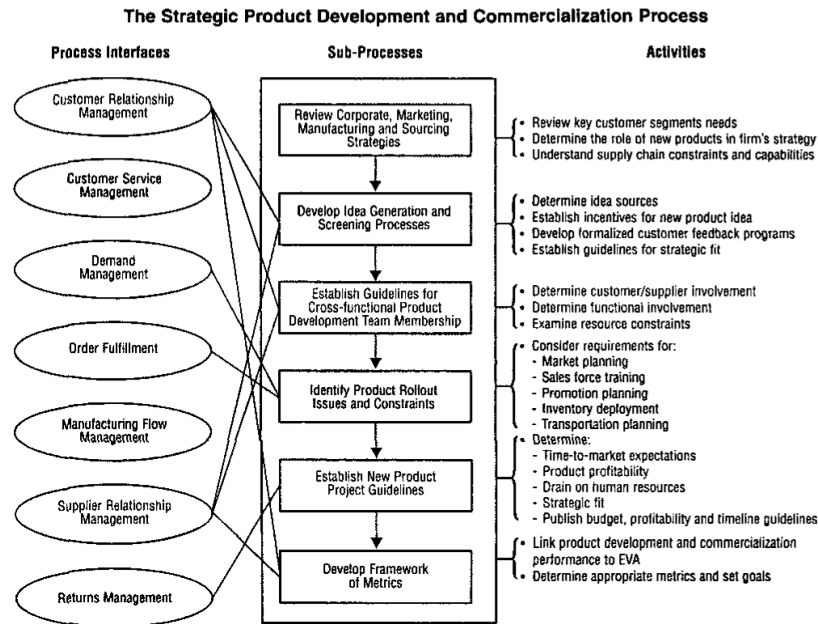 The Strategic Product Development and Commercialization Process
Process Interfaces
Sub-Processes
Activities
Customer Relationship
Management
Customer Service
Management
Demand
Management
Order Fulfillment
Manufacturing Flow
Management
Supplier Relationship
Management
Returns Management
Review Corporate, Marketing,
Manufacturing and Sourcing
Strategies
Develop Idea Generation and
Screening Processes
Establish Guidelines for
Cross-functional Product
Development Team Membership
Identify Product Rollout
Issues and Constraints
Establish New Product
Project Guidelines
Develop Framework
of Metrics
• Review key customer segments needs
• Determine the role of new products in firm's strategy
• Understand supply chain constraints and capabilities
• Determine idea sources
• Establish incentives for new product idea
• Develop formalized customer feedback programs
• Establish guidelines for strategic fit
• Determine customer/supplier involvement
• Determine functional involvement
• Examine resource constraints
• Consider requirements for:
- Market planning
- Sales force training
- Promotion planning
- Inventory deployment
- Transportation planning
• Determine:
- Time-to-market expectations
- Product profitability
- Drain on human resources
- Strategic fit
- Publish budget, profitability and timeline guidelines
• Link product development and commercialization
performance to EVA
• Determine appropriate metrics and set goals